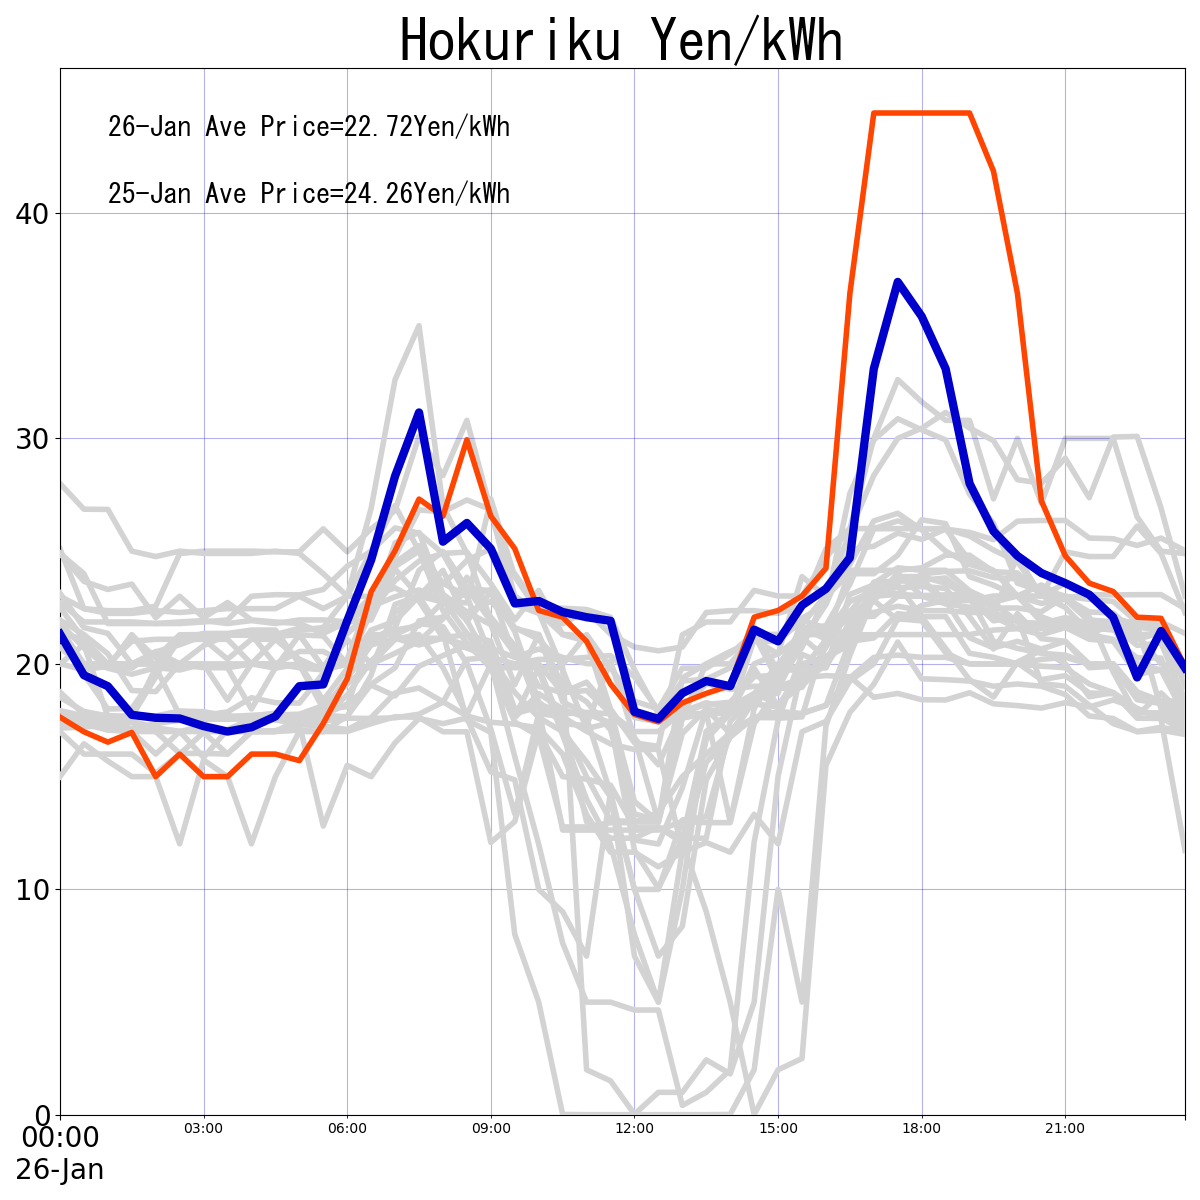 Hokuriku Yen/kWh
26-Jan Ave Price=22.72Yen/kWh
25-Jan Ave Price=24.26Yen/kWh
40
30
20
10
0
00:00 03:00 06:00 09:00 12:00 15:00 18:00 21:00
26-Jan